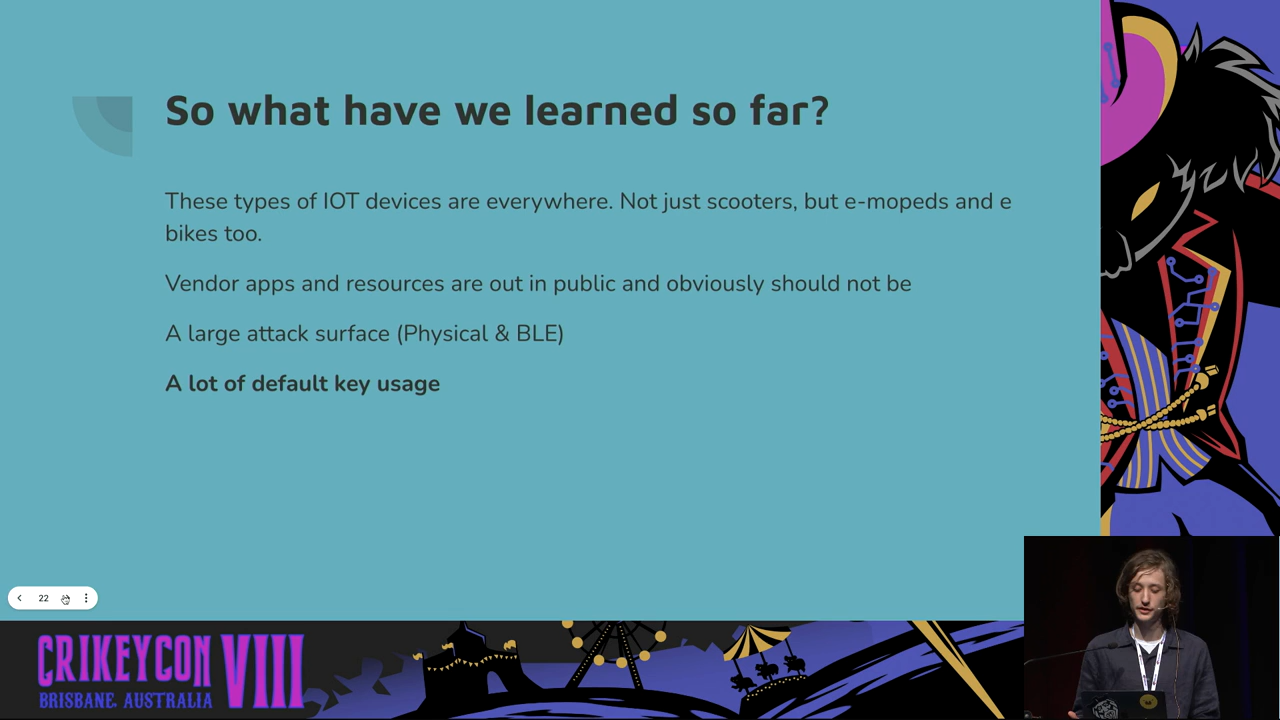 So what have we learned so far?
These types of IOT devices are everywhere. Not just scooters, but e-mopeds and e
bikes too.
Vendor apps and resources are out in public and obviously should not be
A large attack surface (Physical & BLE)
A lot of default key usage
22
CRIKEYCON VIII
BRISBANE, AUSTRALIA